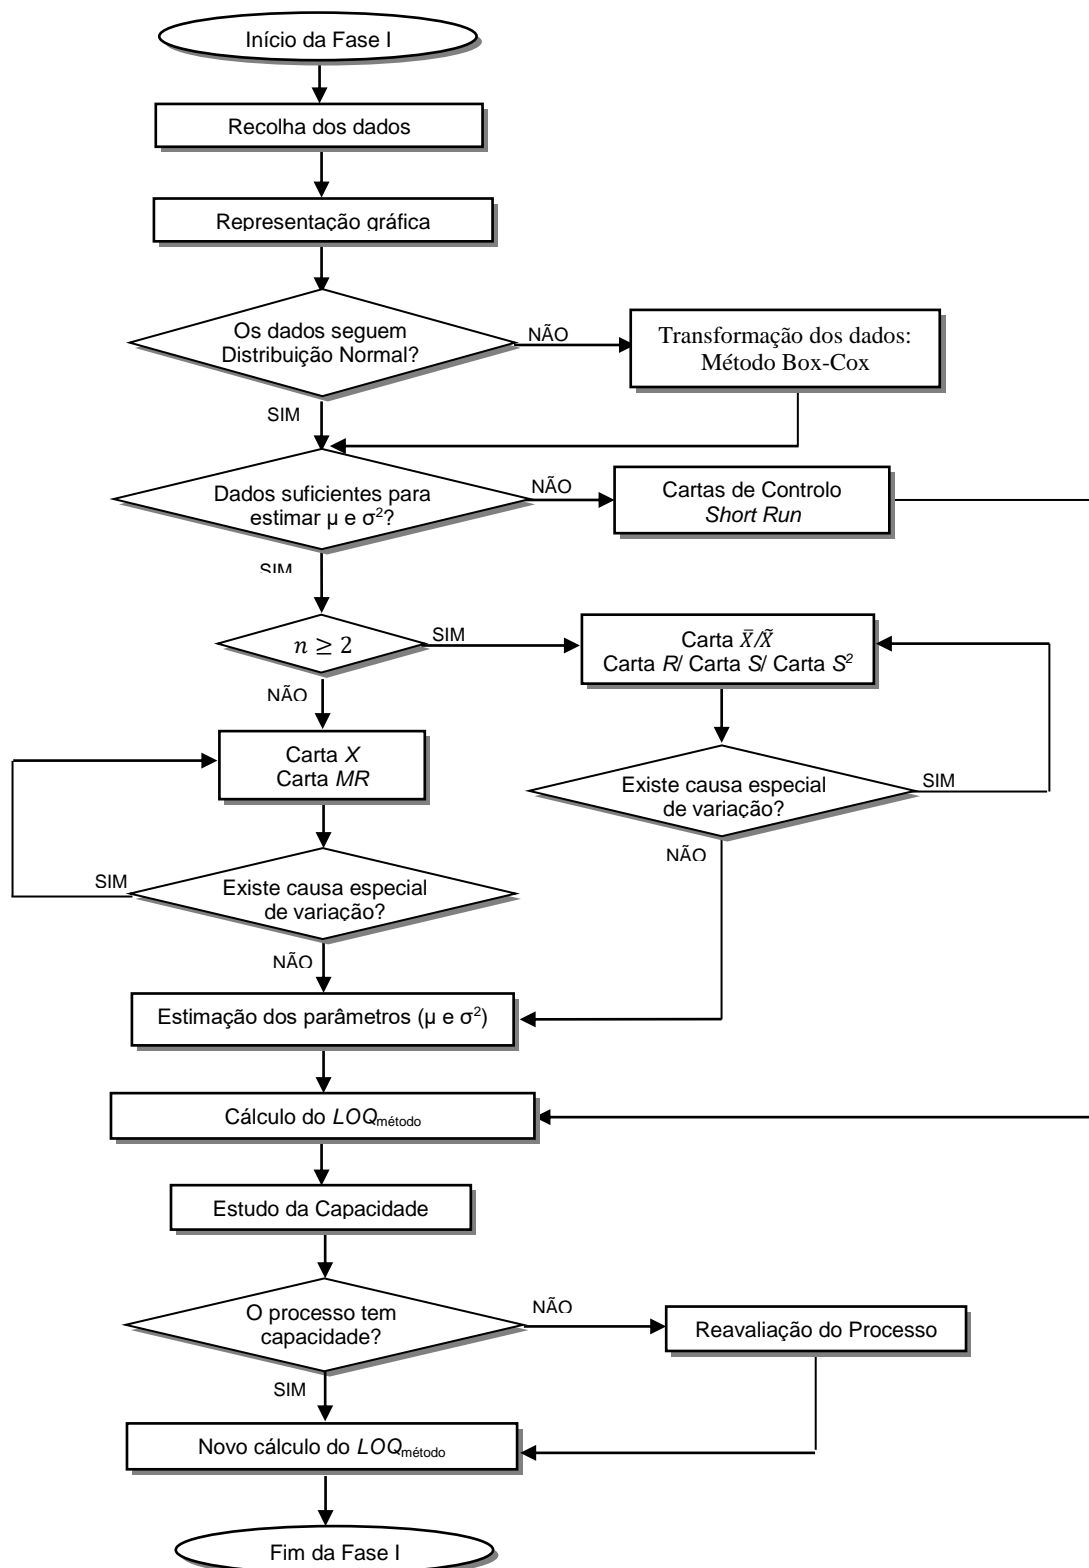 Início da Fase I
Recolha dos dados
Representação gráfica
Os dados seguem
Distribuição Normal?
NÃO
Transformação dos dados:
Método Box-Cox
SIM
Dados suficientes para
estimar µ e σ²?
NÃO
Cartas de Controlo
Short Run
SIM
n ≥ 2
SIM
Carta X̄/X̃
Carta R/ Carta S/ Carta S²
NÃO
Carta X
Carta MR
Existe causa especial
de variação?
SIM
NÃO
SIM
Existe causa especial
de variação?
NÃO
Estimação dos parâmetros (µ e σ²)
Cálculo do LOQmétodo
Estudo da Capacidade
O processo tem
capacidade?
NÃO
Reavaliação do Processo
SIM
Novo cálculo do LOQmétodo
Fim da Fase I